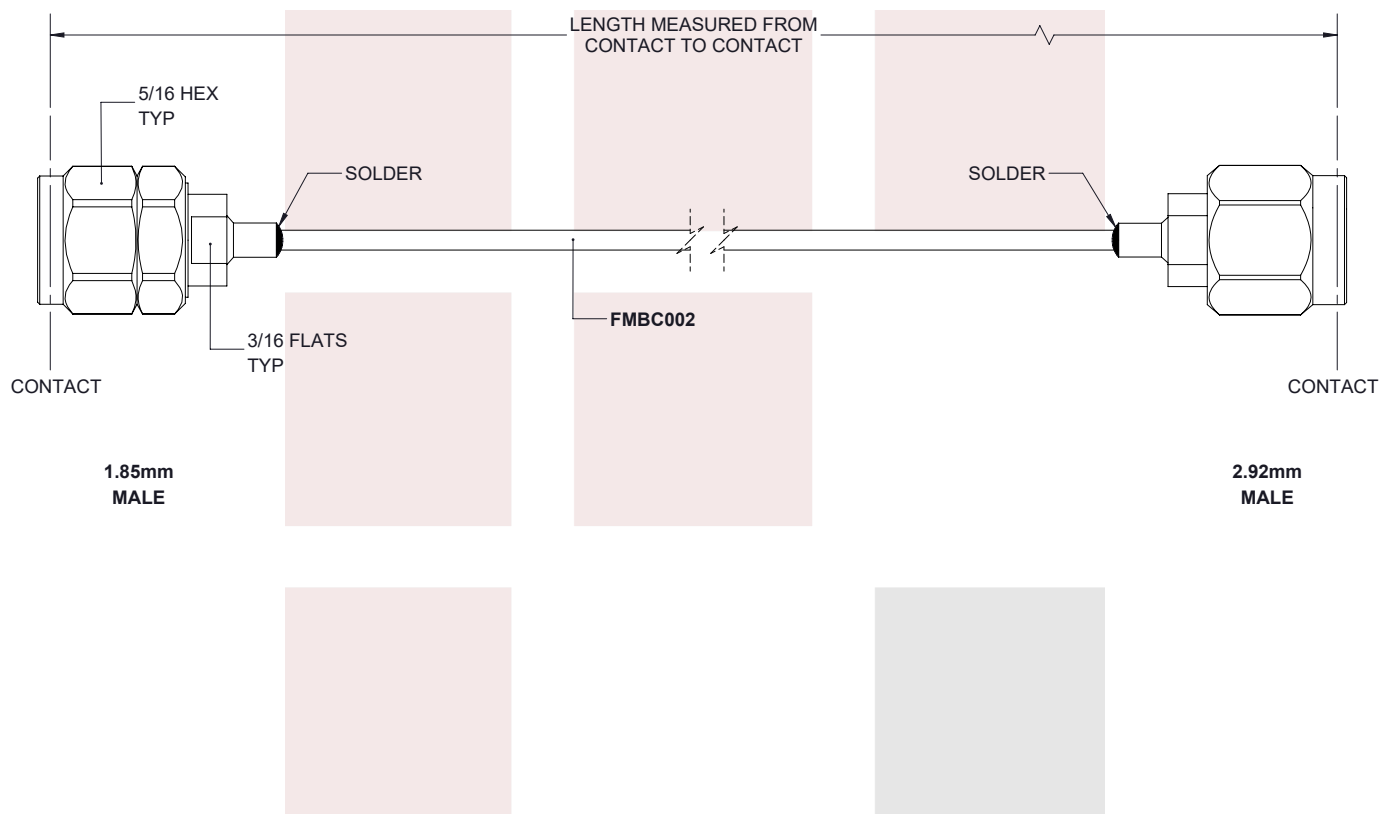 LENGTH MEASURED FROM
CONTACT TO CONTACT
5/16 HEX
TYP
SOLDER
SOLDER
FMBC002
3/16 FLATS
TYP
CONTACT
CONTACT
1.85mm
MALE
2.92mm
MALE